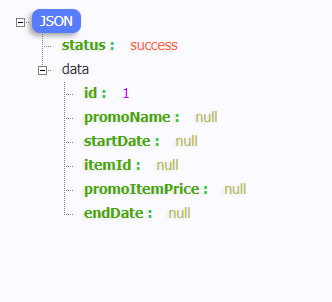 JSON
status : success
data
id : 1
promoName : null
startDate : null
itemId : null
promoItemPrice : null
endDate : null